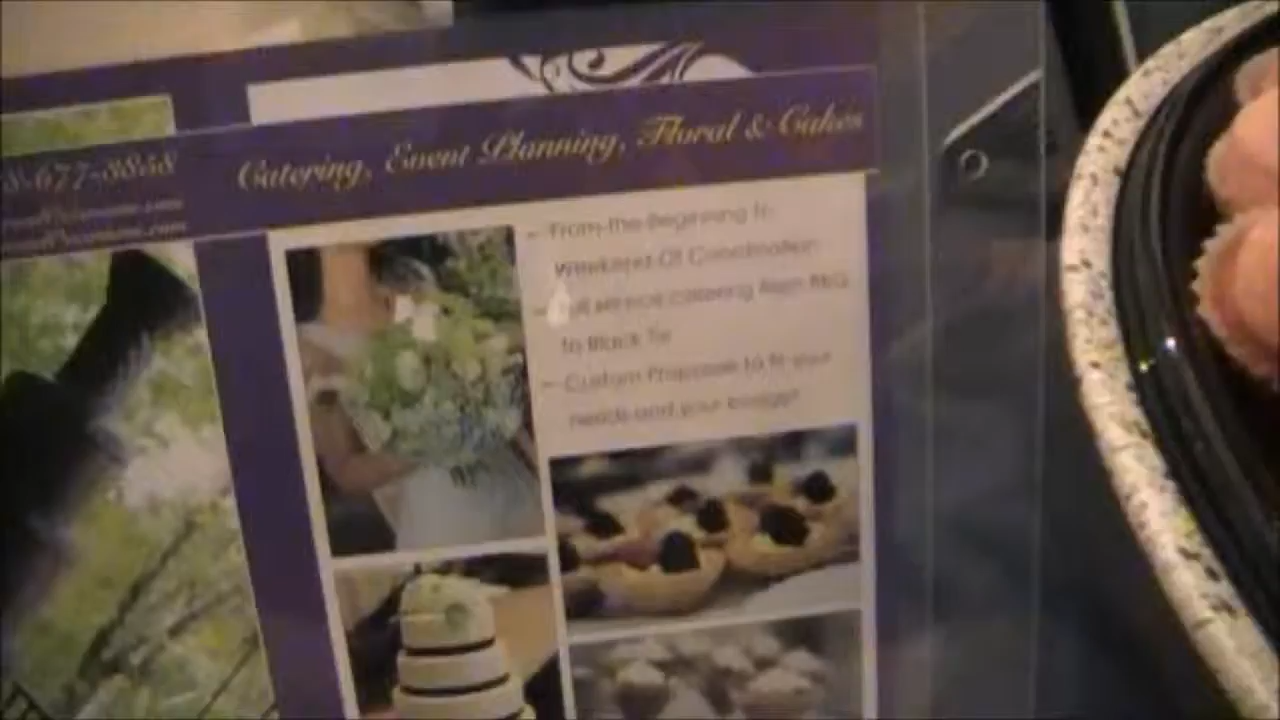 8-677-3858
Catering, Event Planning, Floral & Cakes
- From-the-Beginning to
Weekend-Of Coordination
- Full service catering from BBQ
to Black Tie
- Custom Proposals to fit your
needs and your budget